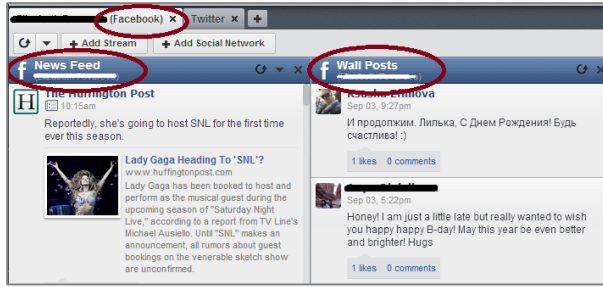 (Facebook) × Twitter × +
+ Add Stream + Add Social Network
f News Feed
H The Huffington Post
10:15am
Reportedly, she's going to host SNL for the first time
ever this season.
Lady Gaga Heading To 'SNL'?
www.huffingtonpost.com
Lady Gaga has been booked to host and
perform as the musical guest during the
upcoming season of "Saturday Night
Live," according to a report from TV Line's
Michael Ausiello. Until "SNL" makes an
announcement, all rumors about guest
bookings on the venerable sketch show
are unconfirmed.
f Wall Posts
Sep 03, 9:27pm
И продолжим. Лилька, С Днем Рождения! Будь
счастлива! :)
1 likes 0 comments
Sep 03, 5:22pm
Honey! I am just a little late but really wanted to wish
you happy happy B-day! May this year be even better
and brighter! Hugs
1 likes 0 comments